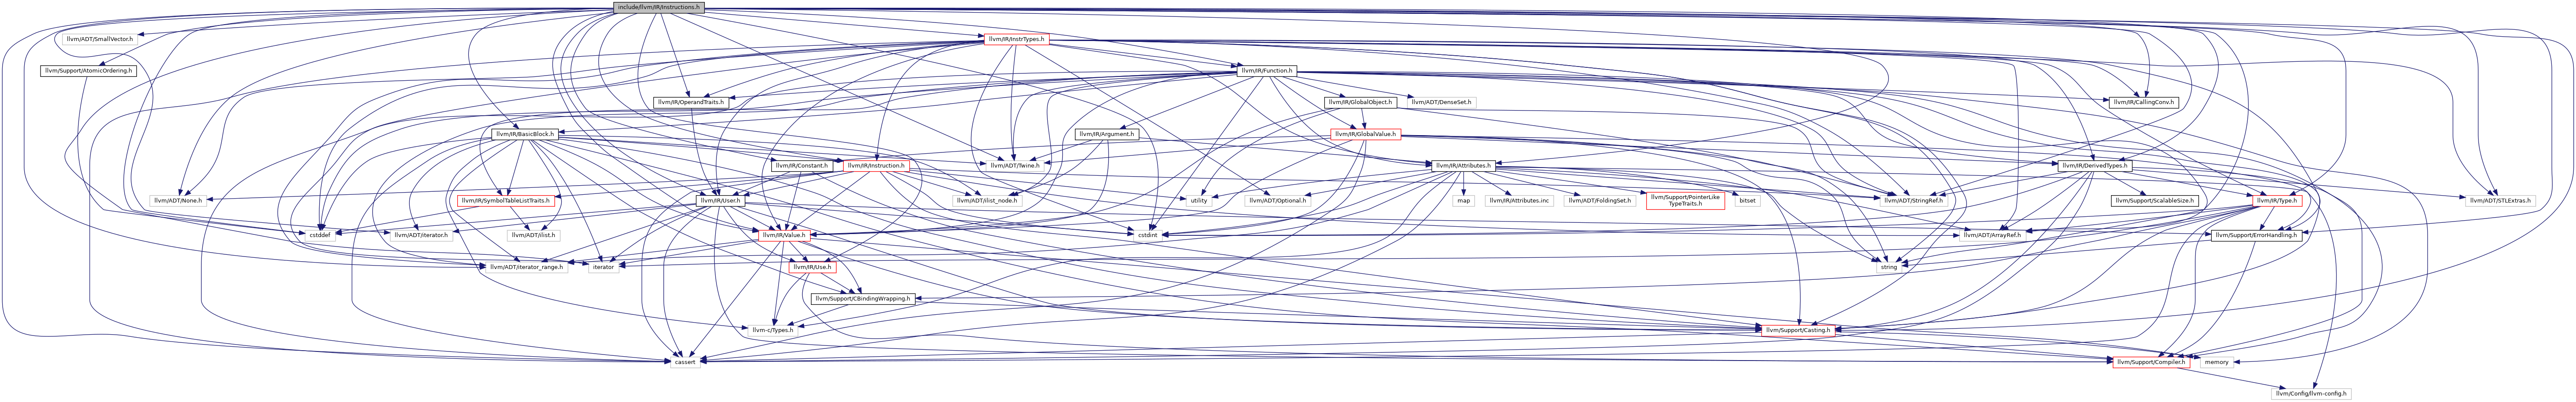 include/llvm/IR/Instructions.h
llvm/ADT/SmallVector.h
llvm/IR/InstrTypes.h
llvm/Support/AtomicOrdering.h
llvm/IR/Function.h
llvm/IR/OperandTraits.h
llvm/IR/GlobalObject.h
llvm/ADT/DenseSet.h
llvm/IR/CallingConv.h
llvm/IR/BasicBlock.h
llvm/IR/Argument.h
llvm/IR/GlobalValue.h
llvm/IR/Constant.h
llvm/IR/Instruction.h
llvm/ADT/Twine.h
llvm/IR/Attributes.h
llvm/IR/DerivedTypes.h
llvm/ADT/None.h
llvm/IR/SymbolTableListTraits.h
llvm/IR/User.h
llvm/ADT/ilist_node.h
utility
llvm/ADT/Optional.h
map
llvm/IR/Attributes.inc
llvm/ADT/FoldingSet.h
llvm/Support/PointerLike
TypeTraits.h
bitset
llvm/ADT/StringRef.h
llvm/Support/ScalableSize.h
llvm/IR/Type.h
llvm/ADT/STLExtras.h
cstddef
llvm/ADT/iterator.h
llvm/ADT/ilist.h
llvm/IR/Value.h
cstdint
llvm/ADT/ArrayRef.h
llvm/Support/ErrorHandling.h
llvm/ADT/iterator_range.h
iterator
llvm/IR/Use.h
string
llvm/Support/CBindingWrapping.h
llvm-c/Types.h
llvm/Support/Casting.h
cassert
llvm/Support/Compiler.h
memory
llvm/Config/llvm-config.h